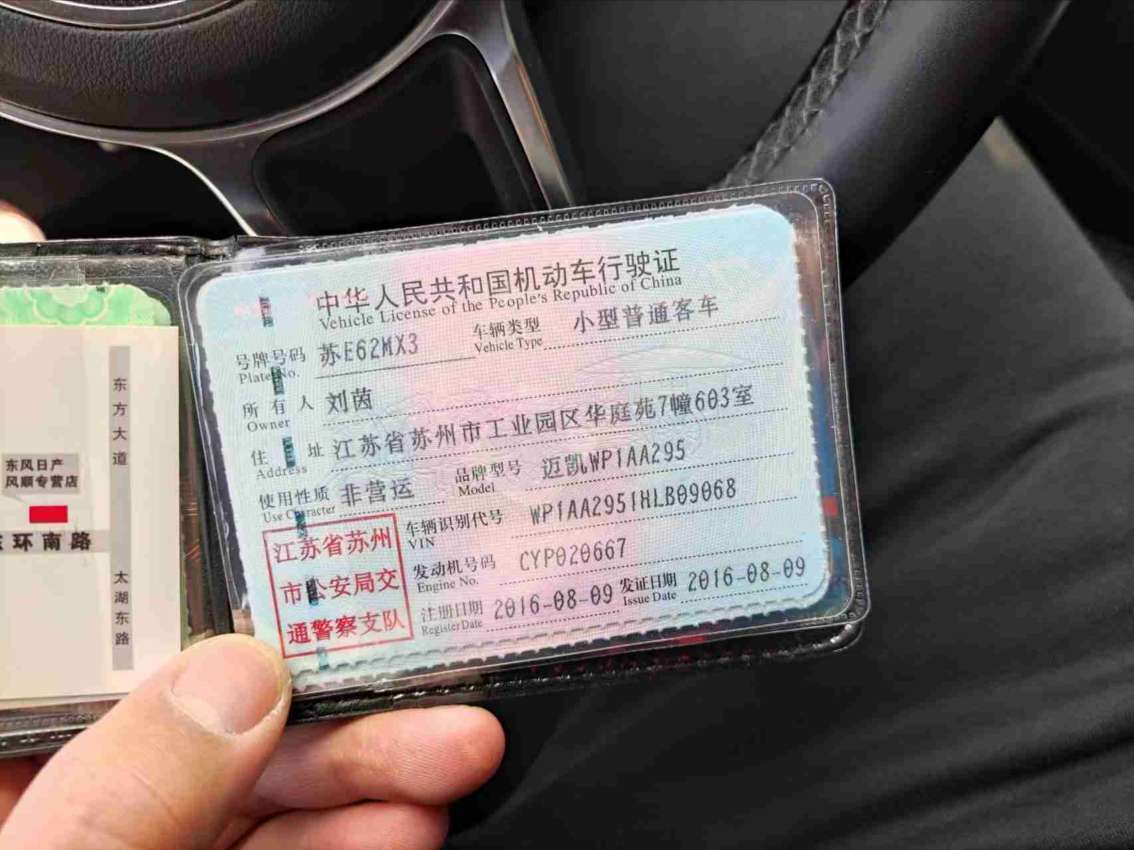 中华人民共和国机动车行驶证
Vehicle License of the People's Republic of China
号牌号码 苏E62MX3 车辆类型 小型普通客车
Plate No. Vehicle Type
所有人 刘茵
Owner
住址 江苏省苏州市工业园区华庭苑7幢603室
Address
使用性质 非营运 品牌型号 迈凯WP1AA295
Use Character Model
车辆识别代号 WP1AA2951HLB09068
VIN
发动机号码 CYP020667
Engine No.
注册日期 2016-08-09 发证日期 2016-08-09
Register Date Issue Date
江苏省苏州
市公安局交
通警察支队
东方大道
东风日产
风顺专营店
环南路
太湖东路